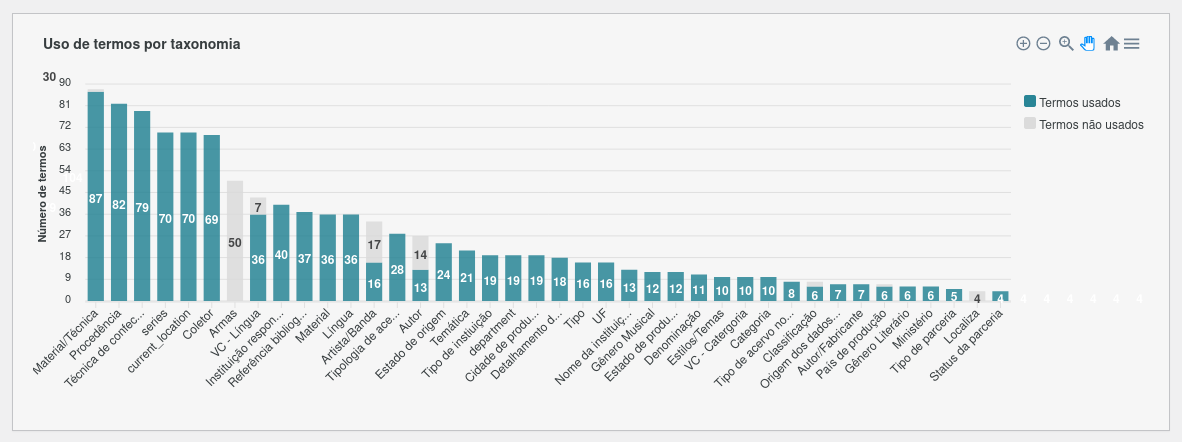 Uso de termos por taxonomia
30
90
81
72
63
54
45
36
27
18
9
0
Número de termos
87
82
79
70
70
69
50
7
36
40
37
36
36
17
16
28
14
13
24
21
19
19
19
18
16
16
13
12
12
11
10
10
10
8
6
7
7
6
6
6
5
4
4
4
4
4
4
4
4
Material/Técnica
Procedência
Técnica de confec...
series
current_location
Coletor
Armas
VC - Língua
Instituição respon...
Referência bibliog...
Material
Língua
Artista/Banda
Tipologia de ace...
Autor
Estado de origem
Temática
Tipo de instituição
department
Cidade de produ...
Detalhamento d...
Tipo
UF
Nome da instituiç...
Gênero Musical
Estado de produ...
Denominação
Estilos/Temas
VC - Catergoria
Categoria
Tipo de acervo no...
Classificação
Origem dos dados...
Autor/Fabricante
País de produção
Gênero Literário
Ministério
Tipo de parceria
Localiza
Status da parceria
Termos usados
Termos não usados